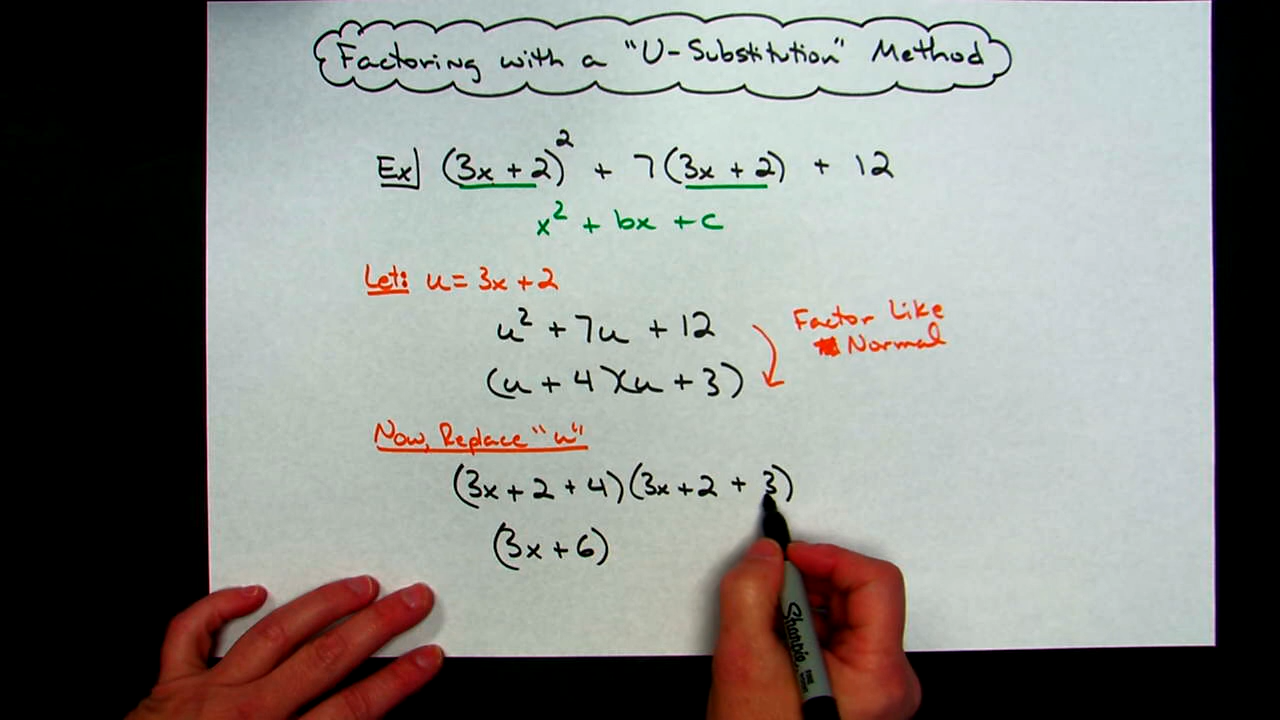 Factoring with a "U-Substitution" Method
Ex] (3x + 2)² + 7(3x + 2) + 12
x² + bx + c
Let: u = 3x + 2
u² + 7u + 12
Factor Like
Normal
(u + 4)(u + 3)
Now, Replace "u"
(3x + 2 + 4)(3x + 2 + 3)
(3x + 6)
Sharpie